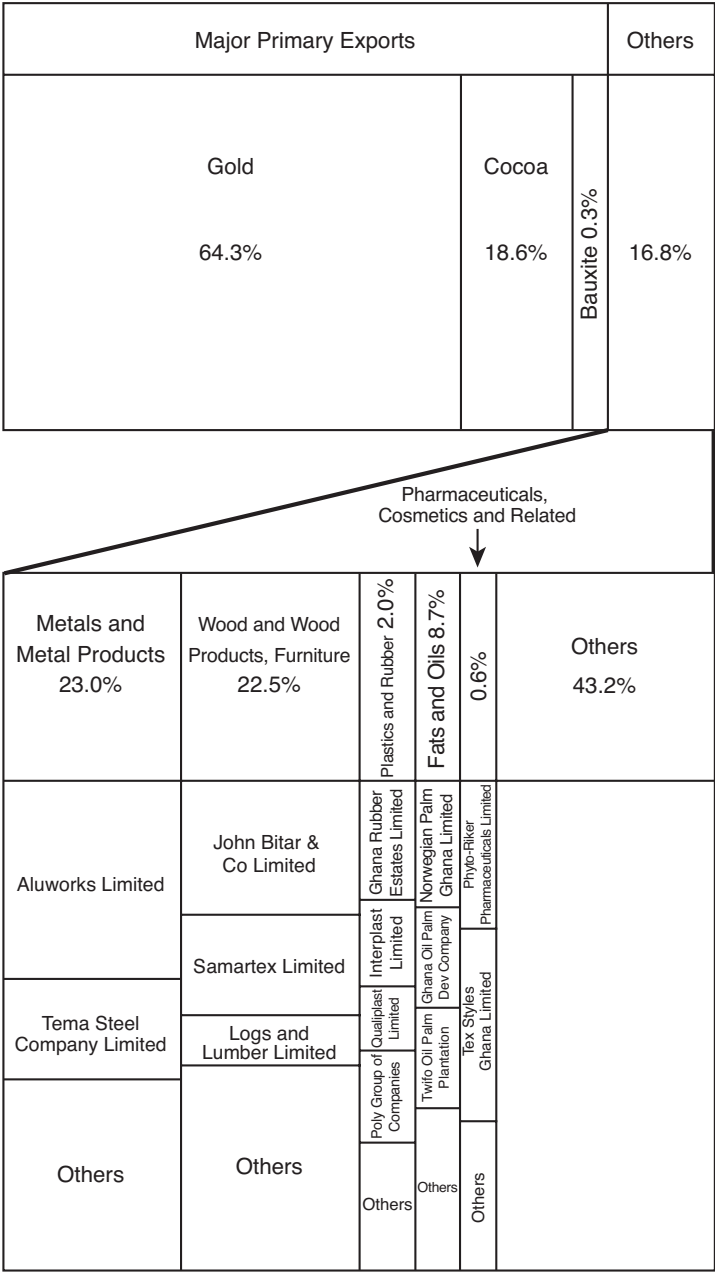 Major Primary Exports
Others
Gold
64.3%
Cocoa
18.6%
Bauxite 0.3%
16.8%
Pharmaceuticals,
Cosmetics and Related
Metals and
Metal Products
23.0%
Wood and Wood
Products, Furniture
22.5%
Plastics and Rubber 2.0%
Fats and Oils 8.7%
0.6%
Others
43.2%
Aluworks Limited
Tema Steel
Company Limited
Others
John Bitar &
Co Limited
Samartex Limited
Logs and
Lumber Limited
Others
Ghana Rubber
Estates Limited
Interplast
Limited
Qualiplast
Limited
Poly Group of
Companies
Others
Norwegian Palm
Ghana Limited
Ghana Oil Palm
Dev Company
Twifo Oil Palm
Plantation
Others
Phyto-Riker
Pharmaceuticals Limited
Tex Styles
Ghana Limited
Others